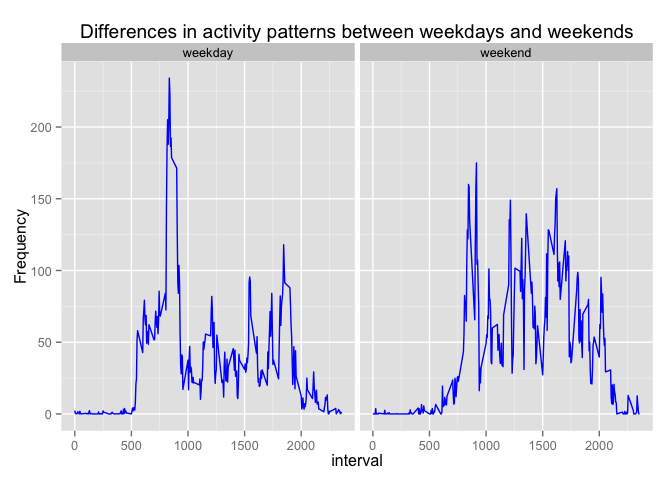 Differences in activity patterns between weekdays and weekends
weekday weekend
Frequency
200
150
100
50
0
0 500 1000 1500 2000 0 500 1000 1500 2000
interval